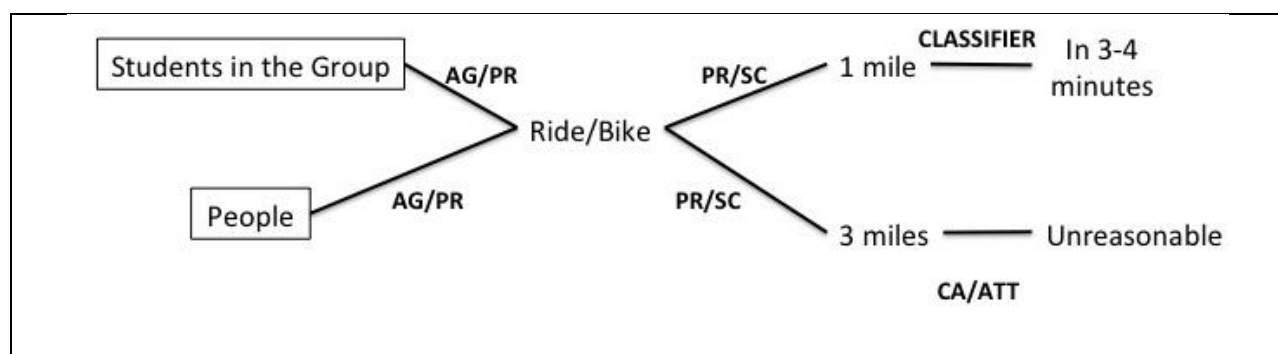 Students in the Group
AG/PR
Ride/Bike
PR/SC
1 mile
CLASSIFIER
In 3-4
minutes
People
AG/PR
PR/SC
3 miles
Unreasonable
CA/ATT